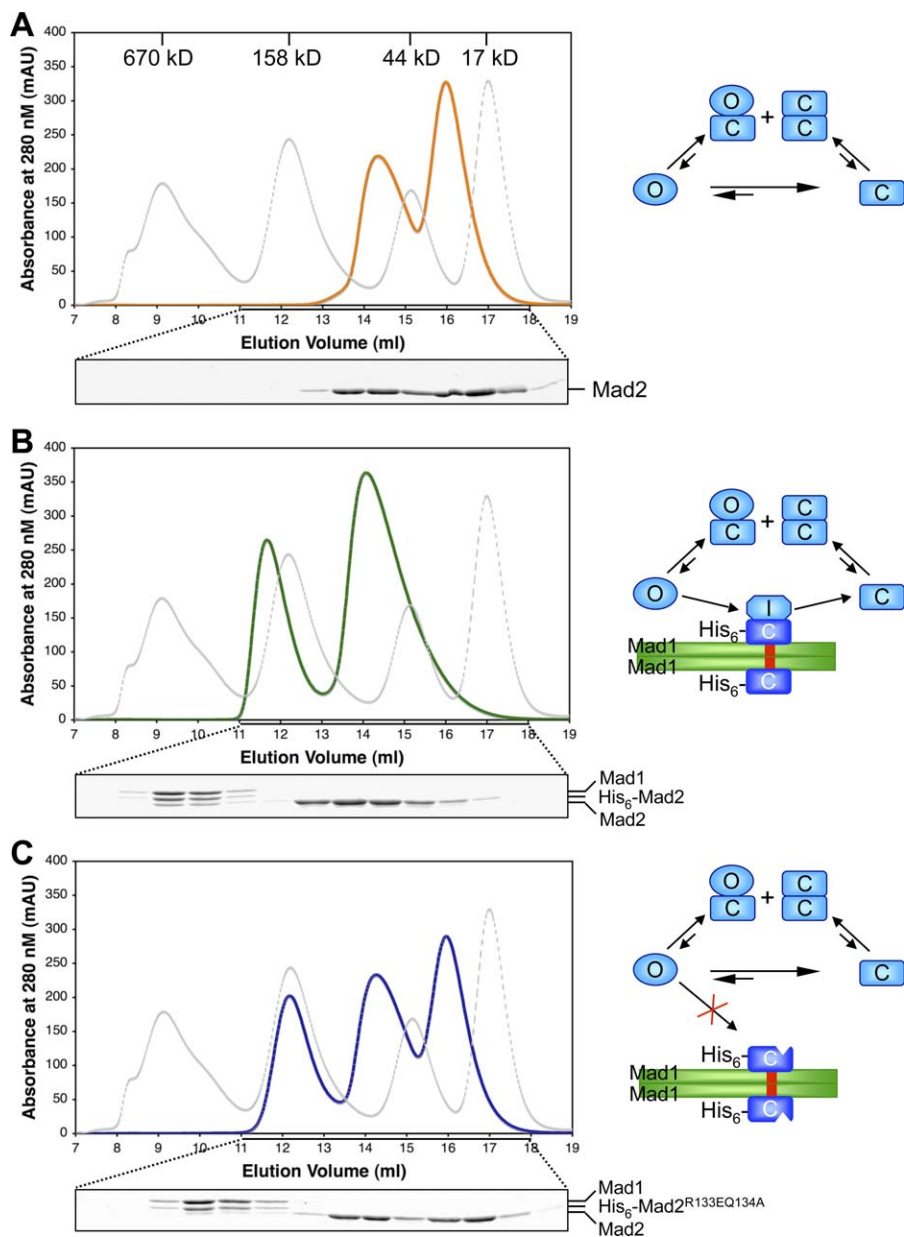 A
670 kD 158 kD 44 kD 17 kD
Absorbance at 280 nM (mAU)
400
350
300
250
200
150
100
50
0
7 8 9 10 11 12 13 14 15 16 17 18 19
Elution Volume (ml)
Mad2
O C
C + C
O C
B
Absorbance at 280 nM (mAU)
400
350
300
250
200
150
100
50
0
7 8 9 10 11 12 13 14 15 16 17 18 19
Elution Volume (ml)
Mad1
His6-Mad2
Mad2
O C
C + C
O I C
His6- C
Mad1
Mad1
His6- C
C
Absorbance at 280 nM (mAU)
400
350
300
250
200
150
100
50
0
7 8 9 10 11 12 13 14 15 16 17 18 19
Elution Volume (ml)
Mad1
His6-Mad2R133EQ134A
Mad2
O C
C + C
O C
His6- C
Mad1
Mad1
His6- C